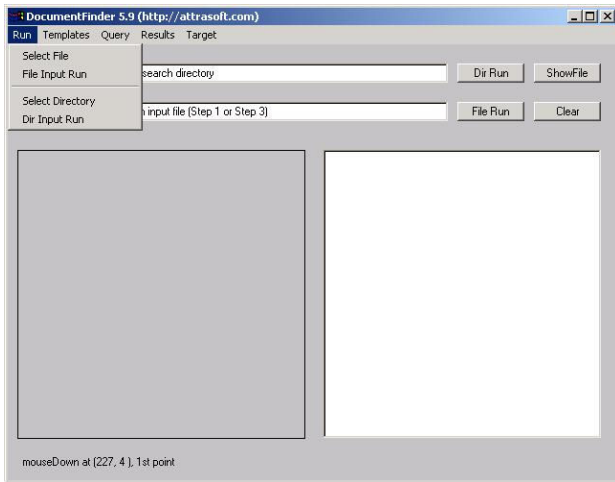 DocumentFinder 5.9 (http://attrasoft.com)
Run Templates Query Results Target
Select File
File Input Run
search directory
Dir Run
ShowFile
Select Directory
Dir Input Run
input file (Step 1 or Step 3)
File Run
Clear
mouseDown at (227, 4 ), 1st point